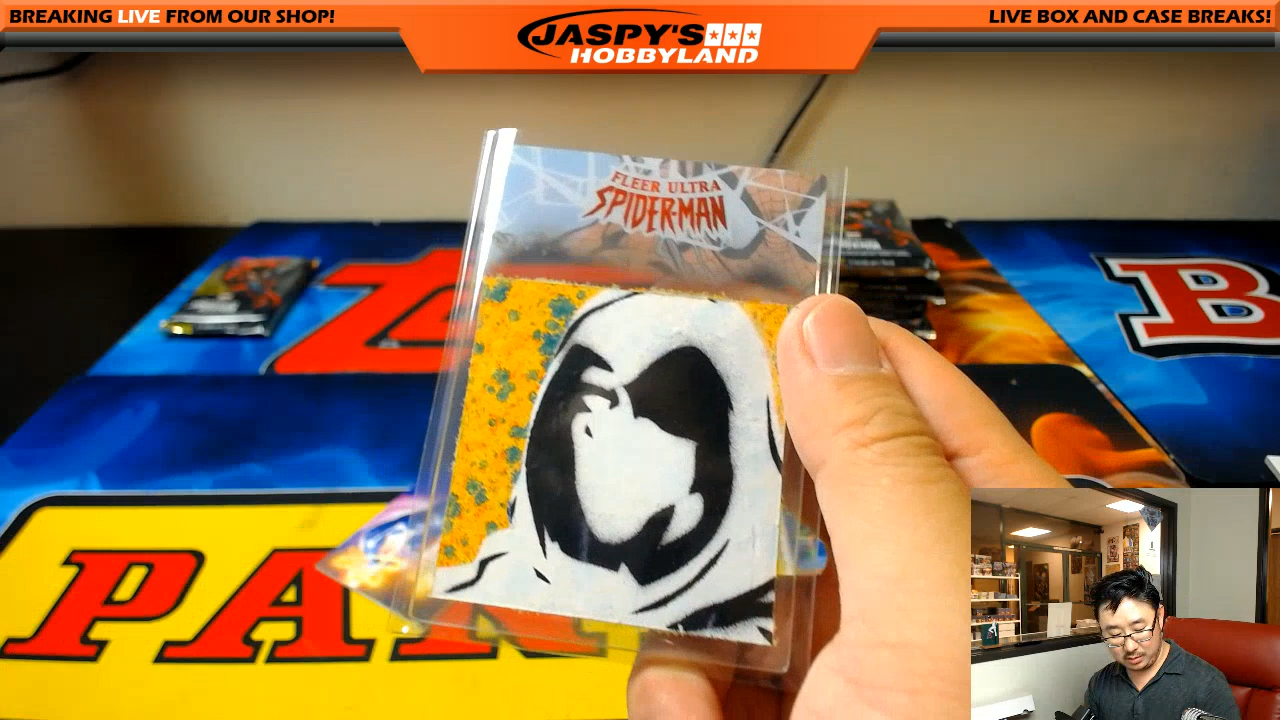 BREAKING LIVE FROM OUR SHOP!
JASPY'S
HOBBYLAND
LIVE BOX AND CASE BREAKS!
FLEER ULTRA
SPIDER-MAN
B
PAN